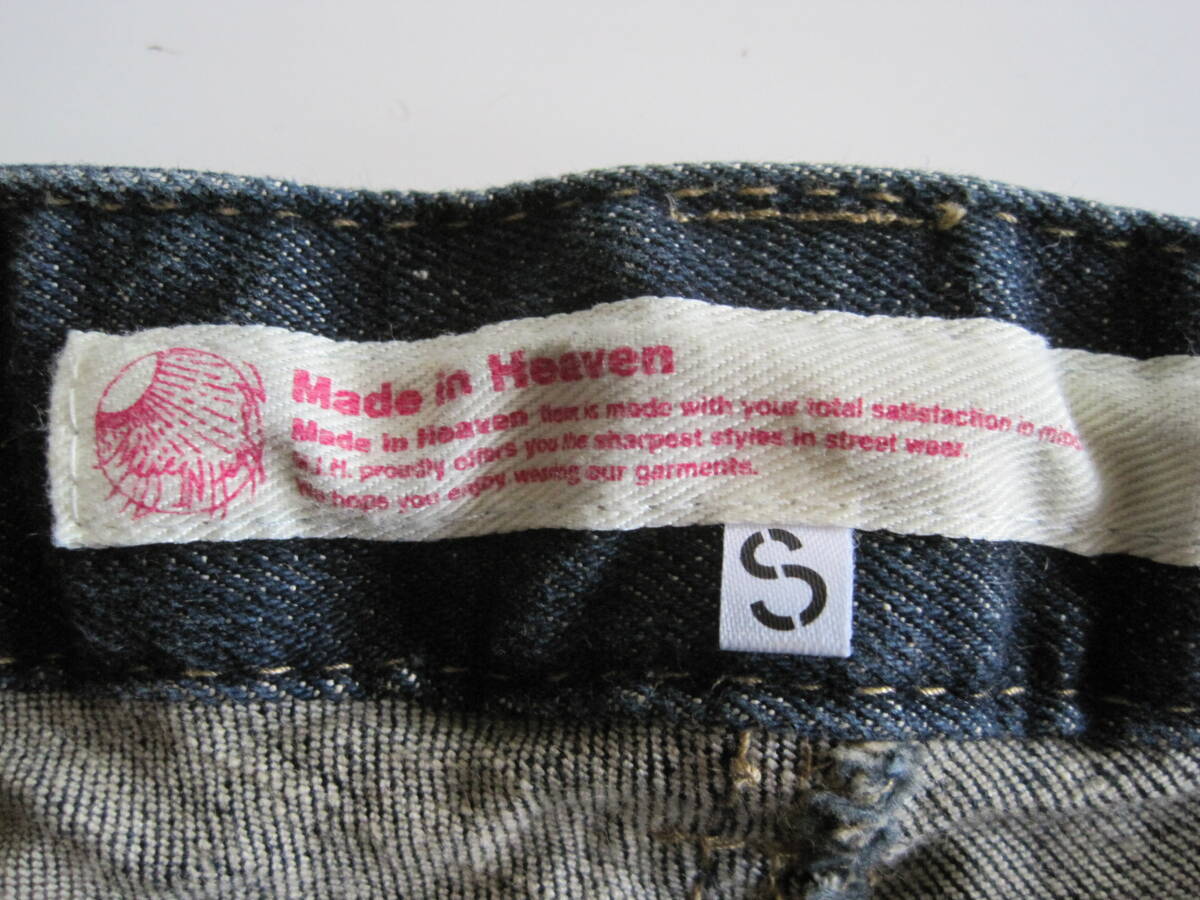 Made in Heaven
Made in Heaven item is made with your total satisfaction in mind
M.I.H. proudly offers you the sharpest styles in street wear.
We hope you enjoy wearing our garments.
S